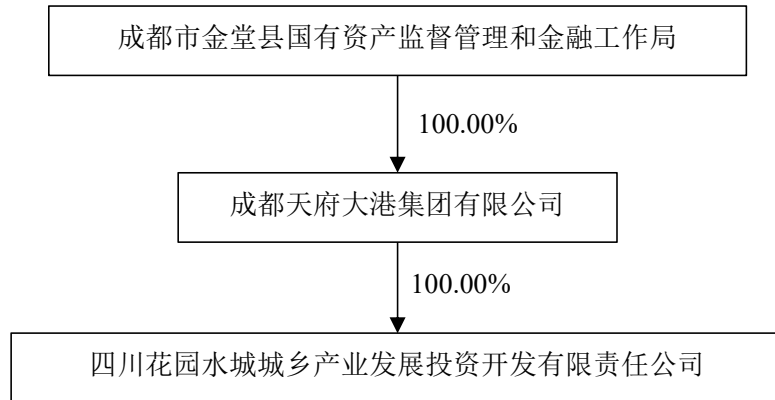 成都市金堂县国有资产监督管理和金融工作局
100.00%
成都天府大港集团有限公司
100.00%
四川花园水城城乡产业发展投资开发有限责任公司